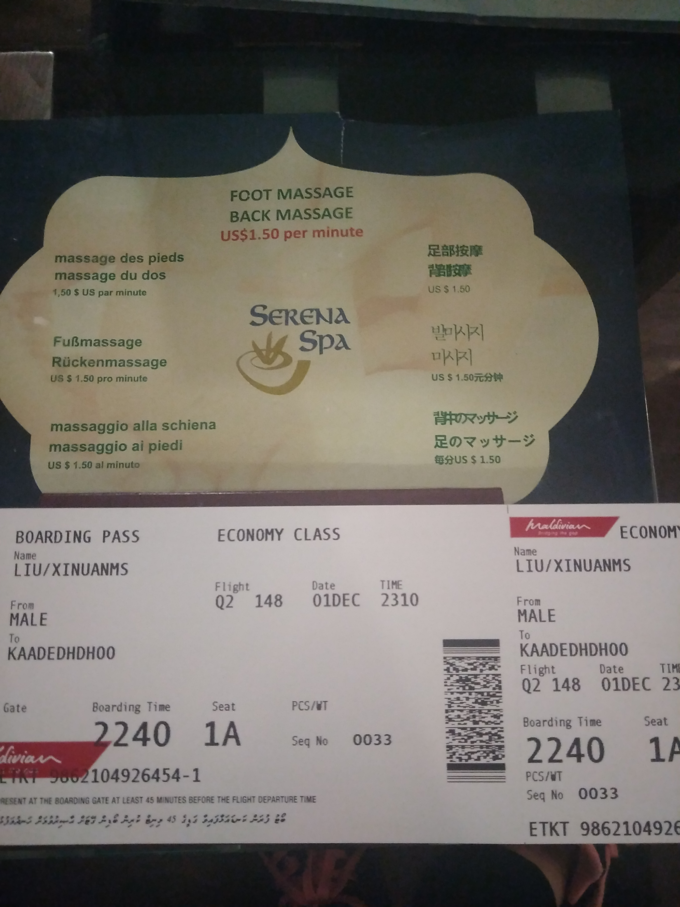 FOOT MASSAGE
BACK MASSAGE
US$1.50 per minute
massage des pieds
massage du dos
1,50 $ US par minute
Fußmassage
Rückenmassage
US $ 1.50 pro minute
massaggio alla schiena
massaggio ai piedi
US $ 1.50 al minuto
SERENA
SPA
足部按摩
背部按摩
US $ 1.50
발마사지
마사지
US $ 1.50元分钟
背中のマッサージ
足のマッサージ
每分US $ 1.50
BOARDING PASS
ECONOMY CLASS
Name
LIU/XINUANMS
Flight Date TIME
Q2 148 01DEC 2310
From
MALE
To
KAADEDHDHOO
Gate Boarding Time Seat PCS/WT
2240 1A
Seq No 0033
ETKT 9862104926454-1
RESENT AT THE BOARDING GATE AT LEAST 45 MINUTES BEFORE THE FLIGHT DEPARTURE TIME
Maldivian
ECONOMY
Name
LIU/XINUANMS
From
MALE
To
KAADEDHDHOO
Flight Date TIM
Q2 148 01DEC 23
Boarding Time Seat
2240 1A
PCS/WT
Seq No 0033
ETKT 9862104926